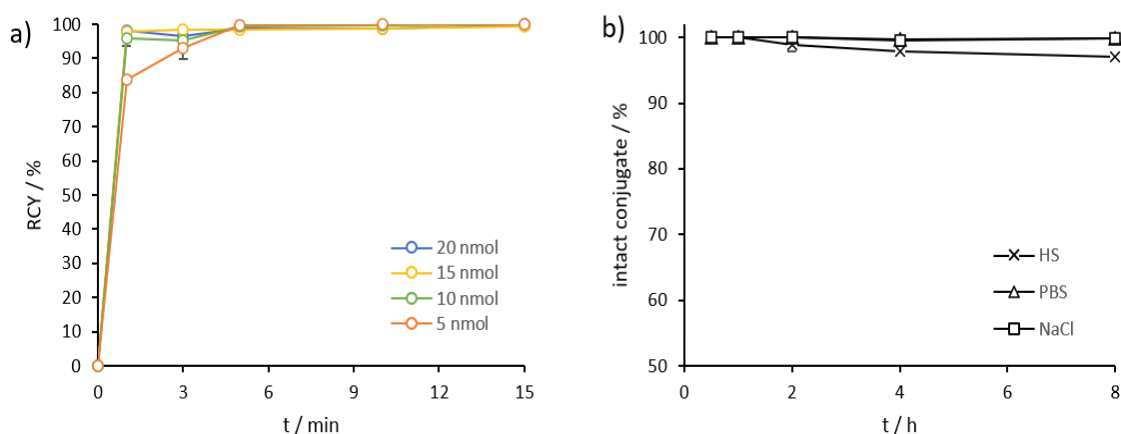 a)
RCY / %
100
90
80
70
60
50
40
30
20
10
0
0 3 6 9 12 15
t / min
20 nmol
15 nmol
10 nmol
5 nmol
b)
intact conjugate / %
100
90
80
70
60
50
0 2 4 6 8
t / h
HS
PBS
NaCl